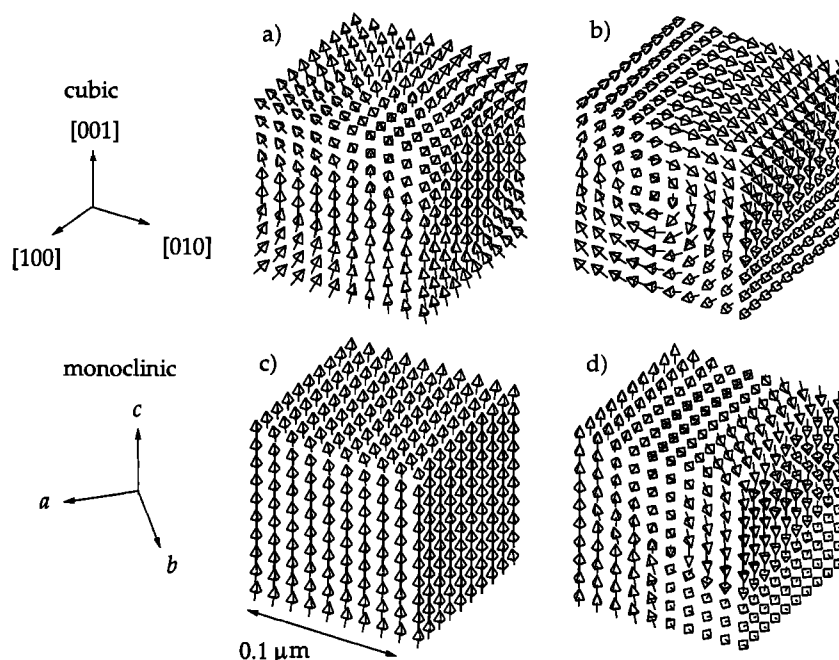 a)
b)
cubic
[001]
[100]
[010]
monoclinic
c
a
b
c)
d)
0.1 μm